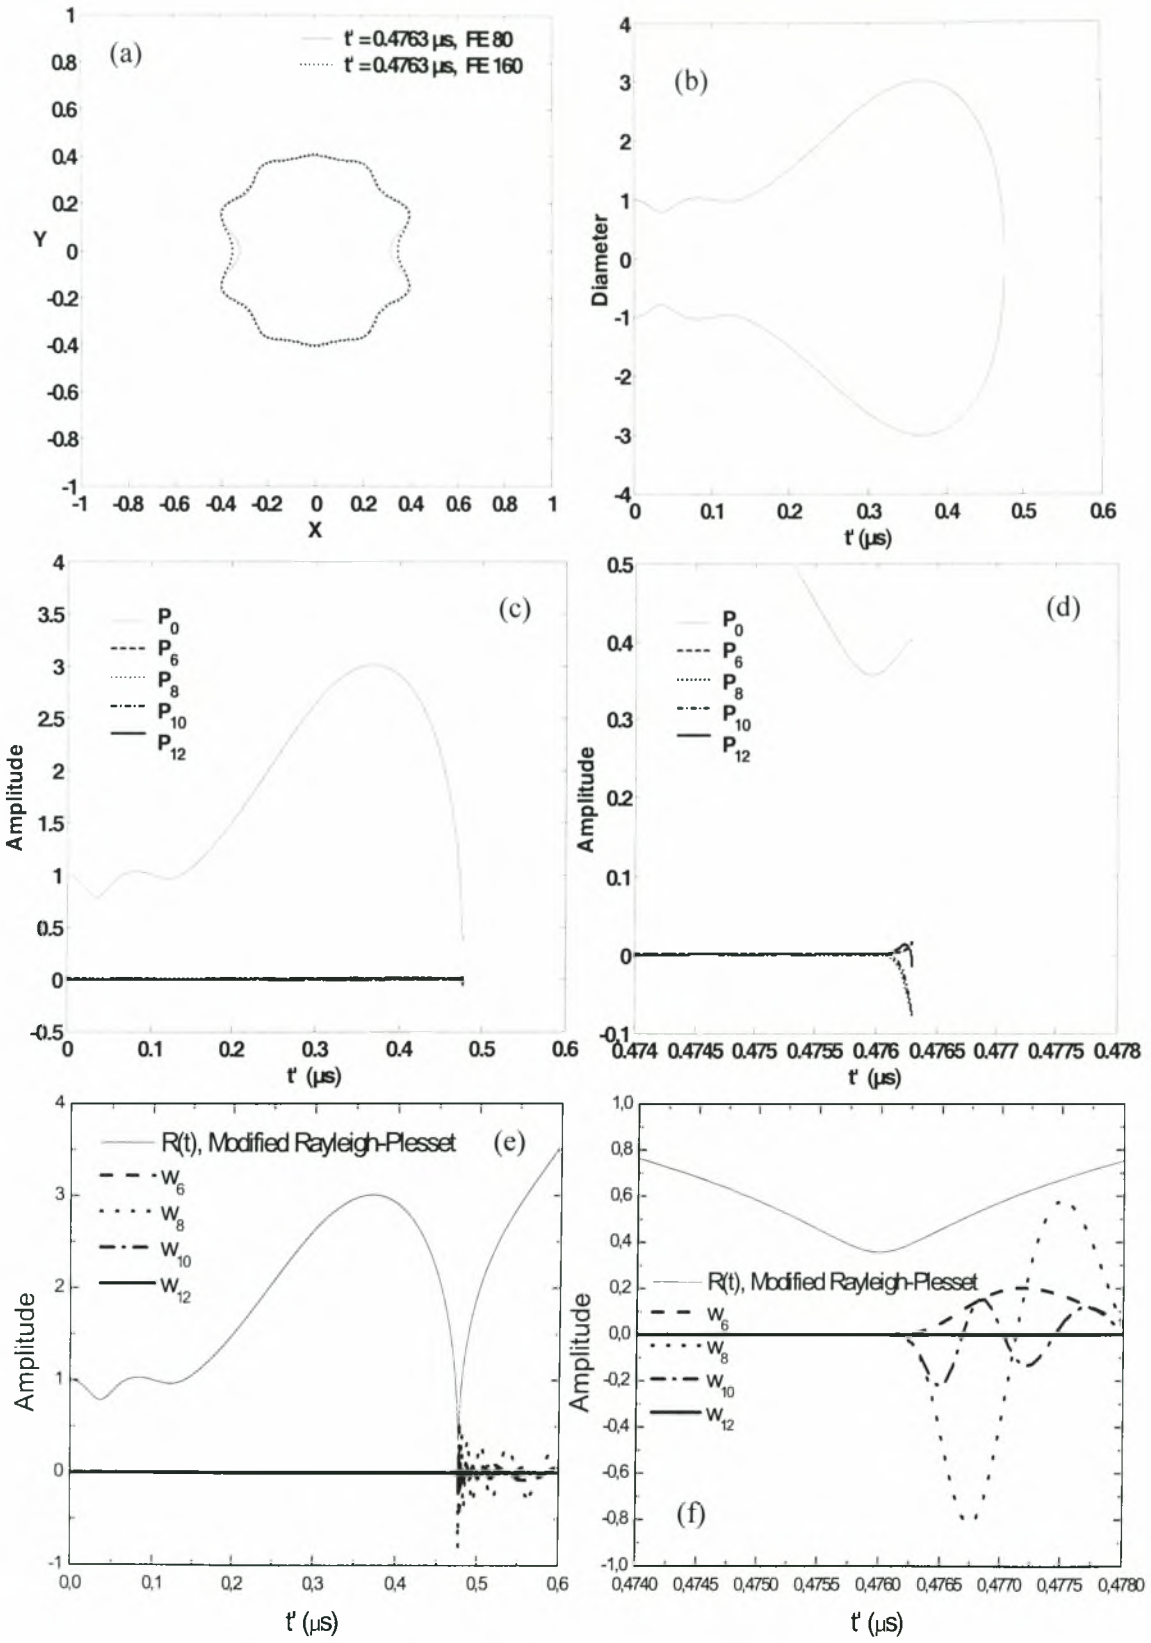 (a)
t' = 0.4763 µs, FE 80
t' = 0.4763 µs, FE 160
1
0.8
0.6
0.4
0.2
0
-0.2
-0.4
-0.6
-0.8
-1
Y
-1 -0.8 -0.6 -0.4 -0.2 0 0.2 0.4 0.6 0.8 1
X
(b)
4
3
2
1
0
-1
-2
-3
-4
Diameter
0 0.1 0.2 0.3 0.4 0.5 0.6
t' (µs)
(c)
P0
P6
P8
P10
P12
4
3.5
3
2.5
2
1.5
1
0.5
0
-0.5
Amplitude
0 0.1 0.2 0.3 0.4 0.5 0.6
t' (µs)
(d)
P0
P6
P8
P10
P12
0.5
0.4
0.3
0.2
0.1
0
-0.1
Amplitude
0.474 0.4745 0.475 0.4755 0.476 0.4765 0.477 0.4775 0.478
t' (µs)
(e)
R(t), Modified Rayleigh-Plesset
w6
w8
w10
w12
4
3
2
1
0
-1
Amplitude
0,0 0,1 0,2 0,3 0,4 0,5 0,6
t' (µs)
1,0
0,8
0,6
0,4
0,2
0,0
-0,2
-0,4
-0,6
-0,8
-1,0
Amplitude
R(t), Modified Rayleigh-Plesset
w6
w8
w10
w12
(f)
0,4740 0,4745 0,4750 0,4755 0,4760 0,4765 0,4770 0,4775 0,4780
t' (µs)